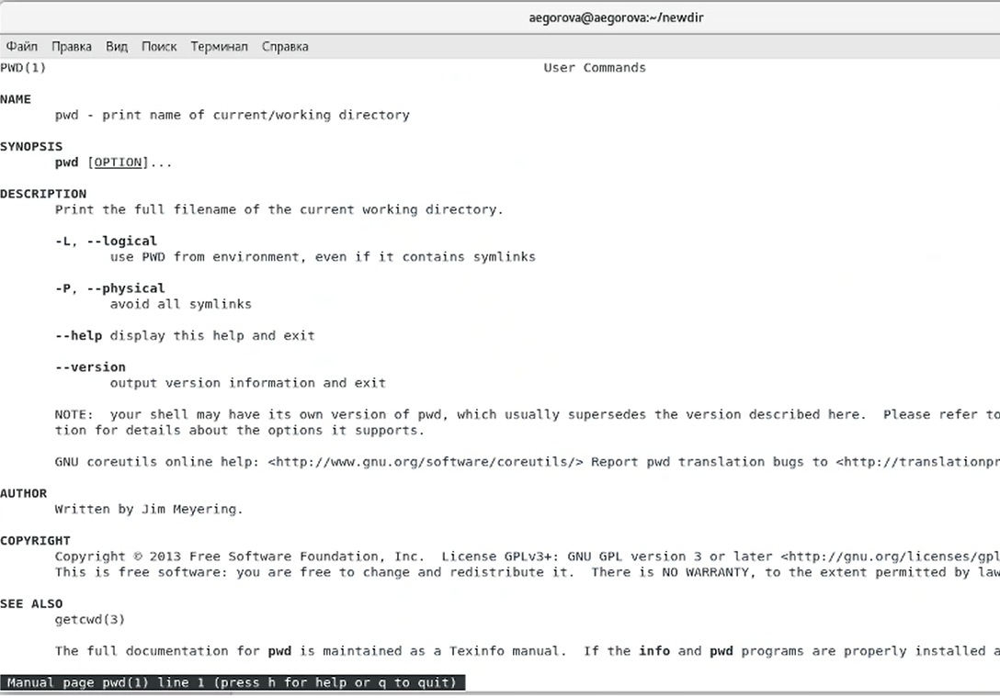 aegorova@aegorova:~/newdir
Файл Правка Вид Поиск Терминал Справка
PWD(1) User Commands
NAME
pwd - print name of current/working directory
SYNOPSIS
pwd [OPTION]...
DESCRIPTION
Print the full filename of the current working directory.
-L, --logical
use PWD from environment, even if it contains symlinks
-P, --physical
avoid all symlinks
--help display this help and exit
--version
output version information and exit
NOTE: your shell may have its own version of pwd, which usually supersedes the version described here. Please refer to
tion for details about the options it supports.
GNU coreutils online help: <http://www.gnu.org/software/coreutils/> Report pwd translation bugs to <http://translationpr
AUTHOR
Written by Jim Meyering.
COPYRIGHT
Copyright © 2013 Free Software Foundation, Inc. License GPLv3+: GNU GPL version 3 or later <http://gnu.org/licenses/gpl
This is free software: you are free to change and redistribute it. There is NO WARRANTY, to the extent permitted by law
SEE ALSO
getcwd(3)
The full documentation for pwd is maintained as a Texinfo manual. If the info and pwd programs are properly installed a
Manual page pwd(1) line 1 (press h for help or q to quit)